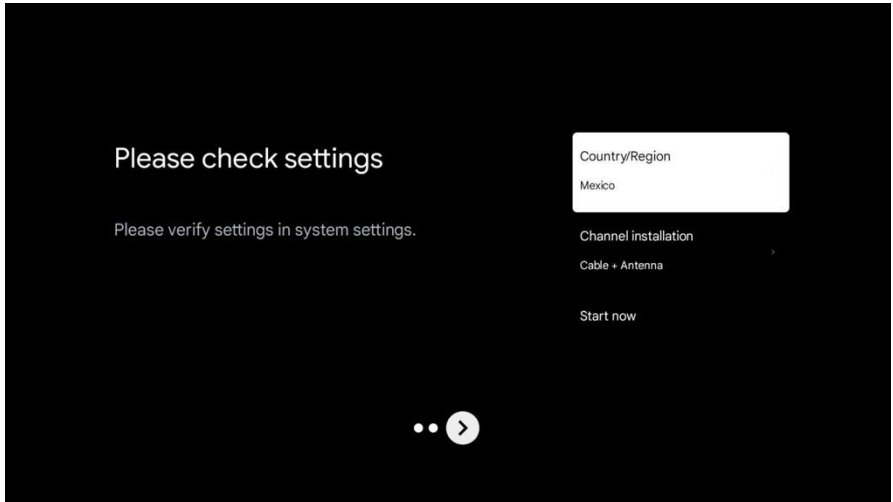 Please check settings
Please verify settings in system settings.
Country/Region
Mexico
Channel installation
Cable + Antenna
Start now